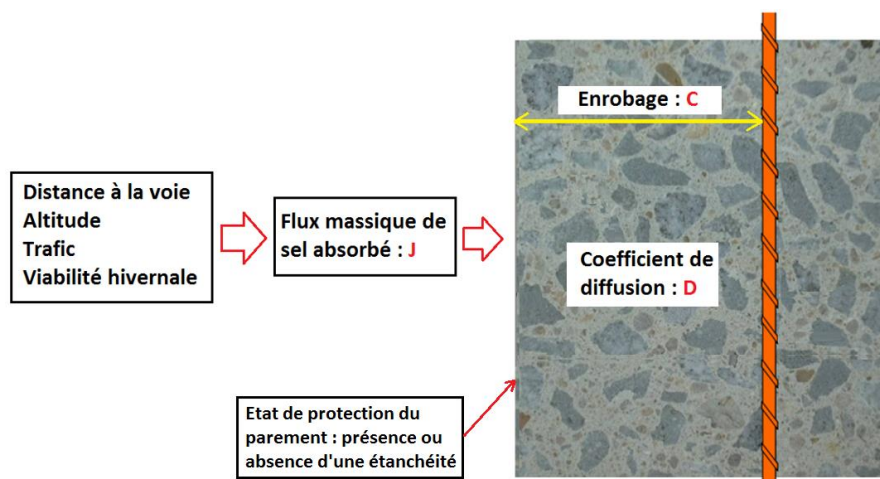 Enrobage : C
Distance à la voie
Altitude
Trafic
Viabilité hivernale
Flux massique de
sel absorbé : J
Coefficient de
diffusion : D
Etat de protection du
parement : présence ou
absence d'une étanchéité